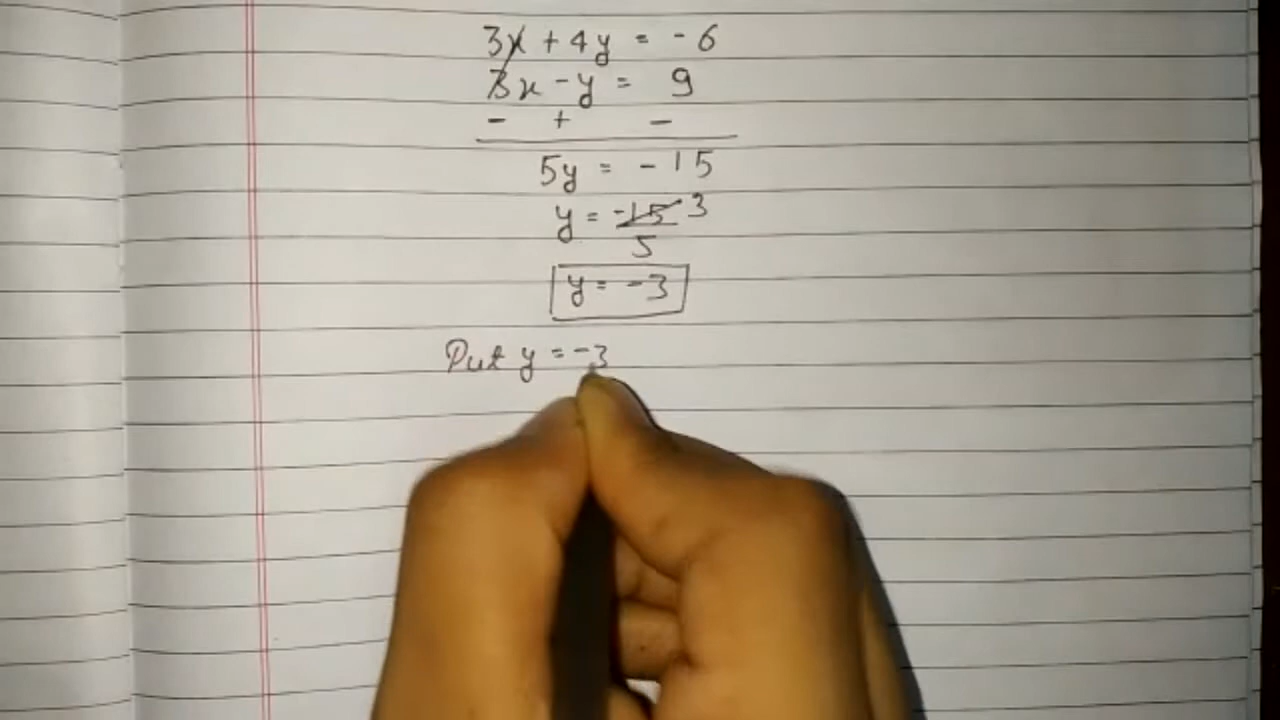 3x + 4y = -6
3x - y = 9
- + -
5y = -15
y = -15 3
5
y = -3
Put y = -3